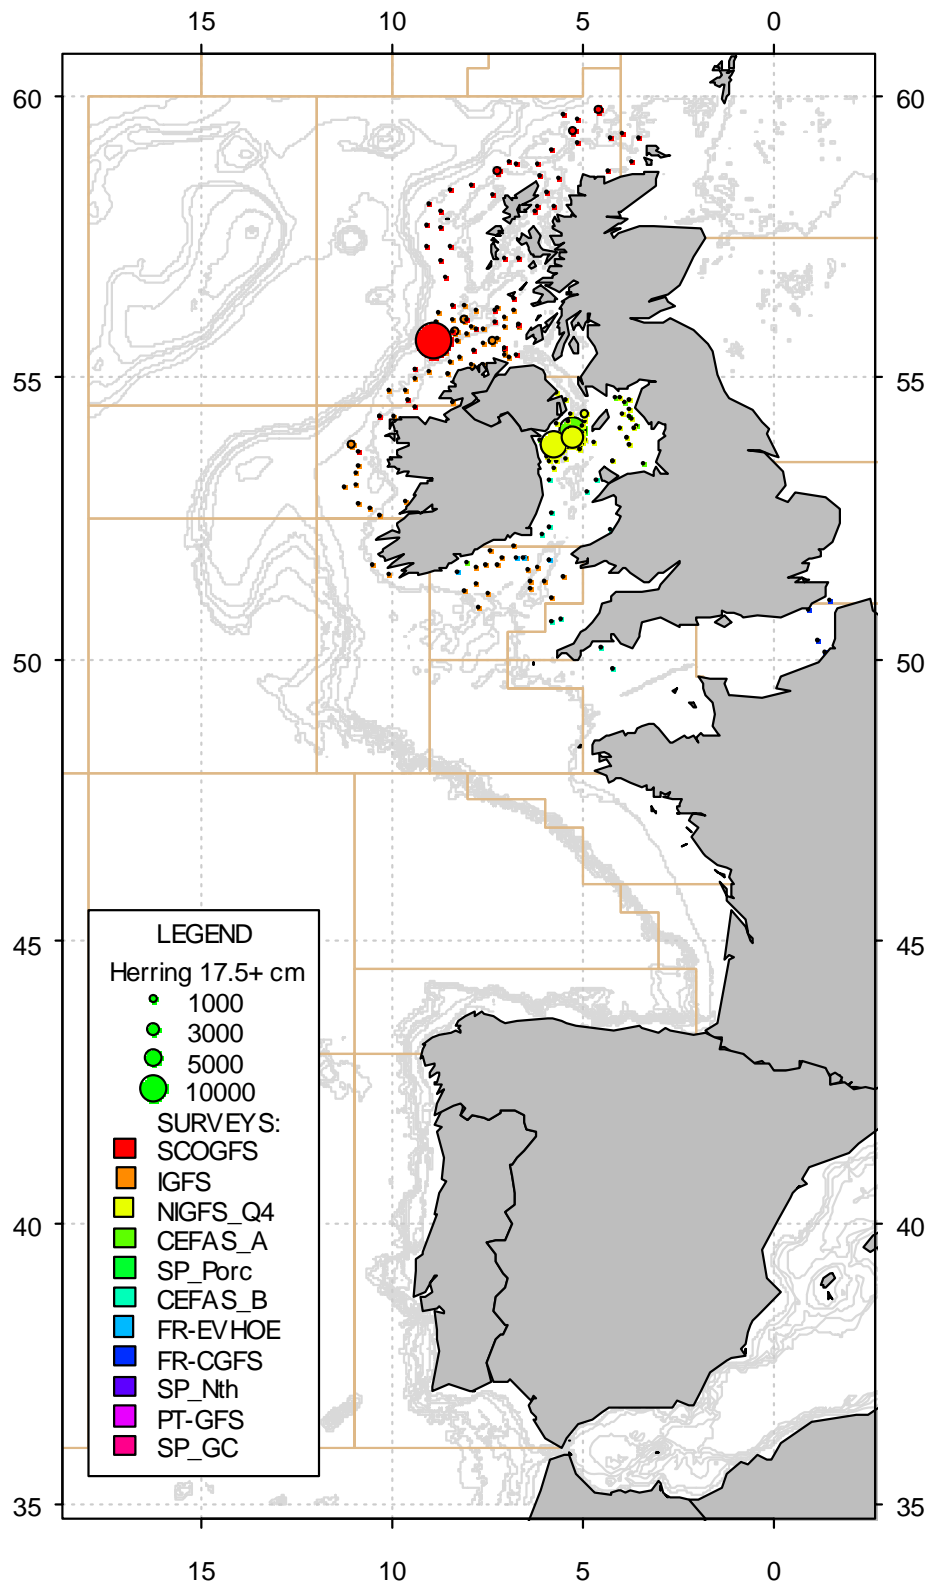 15 10 5 0
60 60
55 55
50 50
45 45
40 40
35 35
LEGEND
Herring 17.5+ cm
1000
3000
5000
10000
SURVEYS:
SCOGFS
IGFS
NIGFS_Q4
CEFAS_A
SP_Porc
CEFAS_B
FR-EVHOE
FR-CGFS
SP_Nth
PT-GFS
SP_GC
15 10 5 0